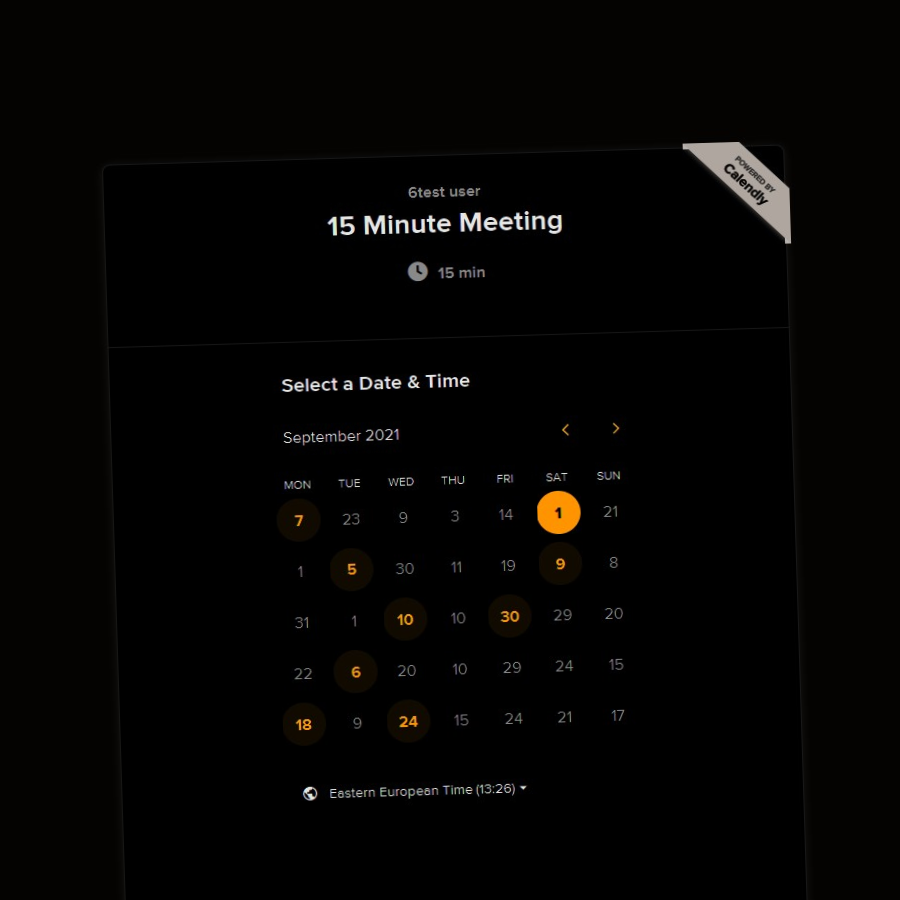 POWERED BY
Calendly
6test user
15 Minute Meeting
15 min
Select a Date & Time
September 2021
MON TUE WED THU FRI SAT SUN
7 23 9 3 14 1 21
1 5 30 11 19 9 8
31 1 10 10 30 29 20
22 6 20 10 29 24 15
18 9 24 15 24 21 17
Eastern European Time (13:26)